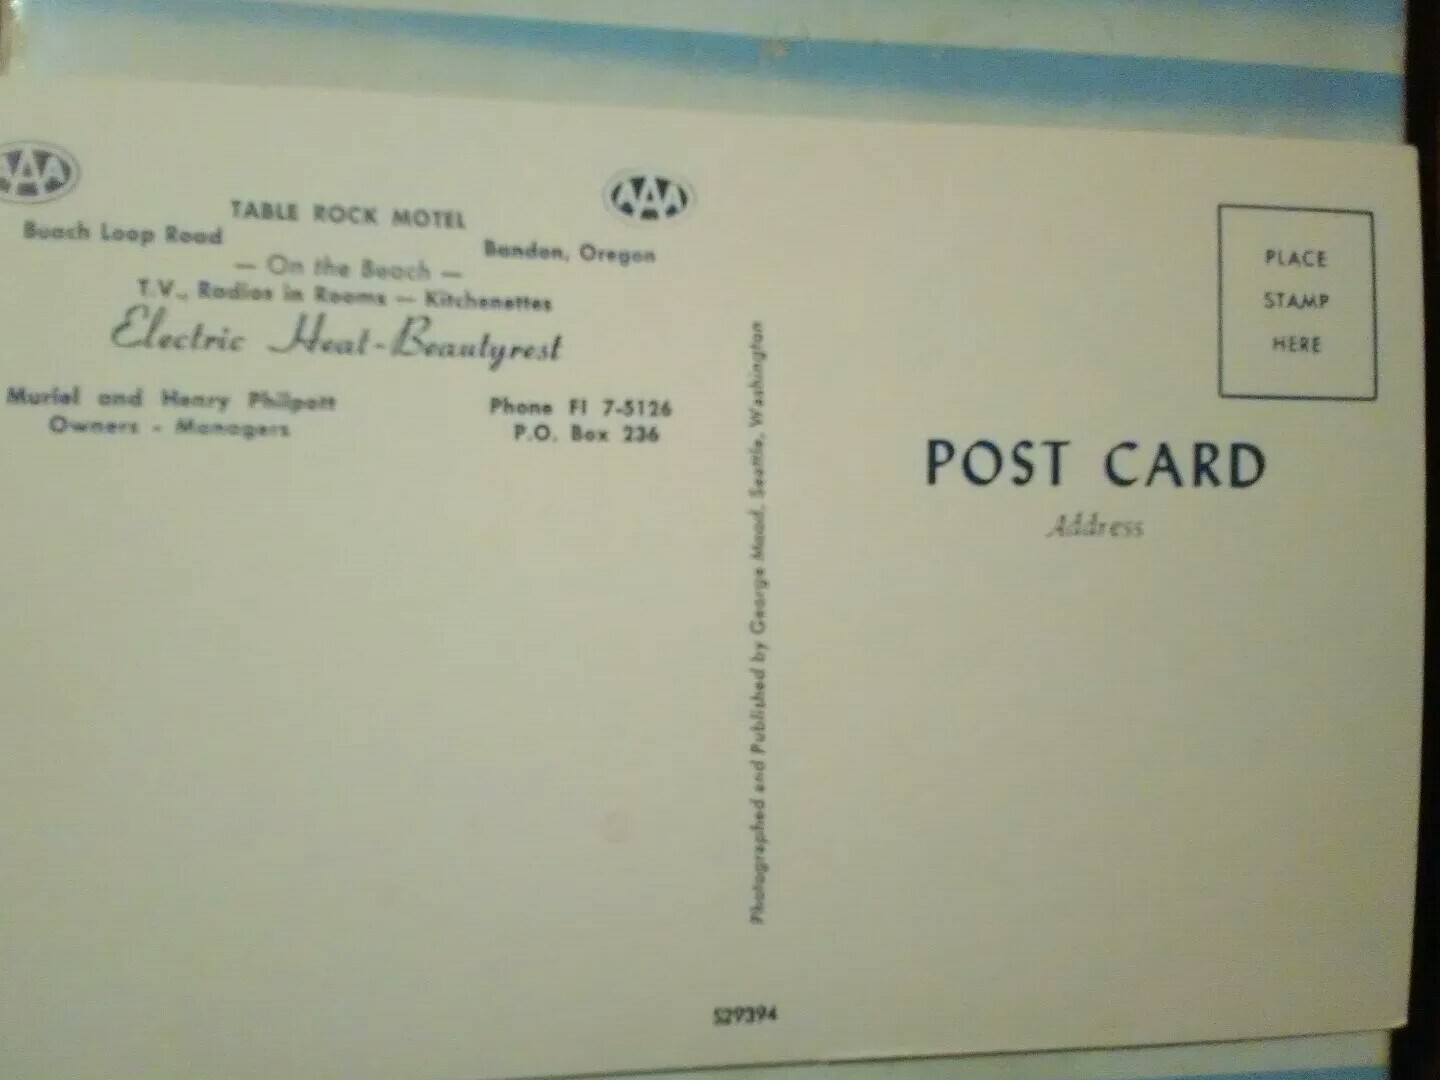 AAA
AAA
TABLE ROCK MOTEL
Beach Loop Road
Bandon, Oregon
— On the Beach —
T.V., Radios in Rooms — Kitchenettes
Electric Heat-Beautyrest
Muriel and Henry Philpott
Owners - Managers
Phone FI 7-5126
P.O. Box 236
Photographed and Published by George Mead, Seattle, Washington
S29394
PLACE
STAMP
HERE
POST CARD
Address